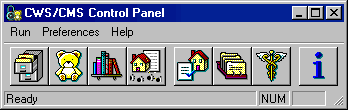 CWS/CMS Control Panel
Run Preferences Help
i
Ready NUM